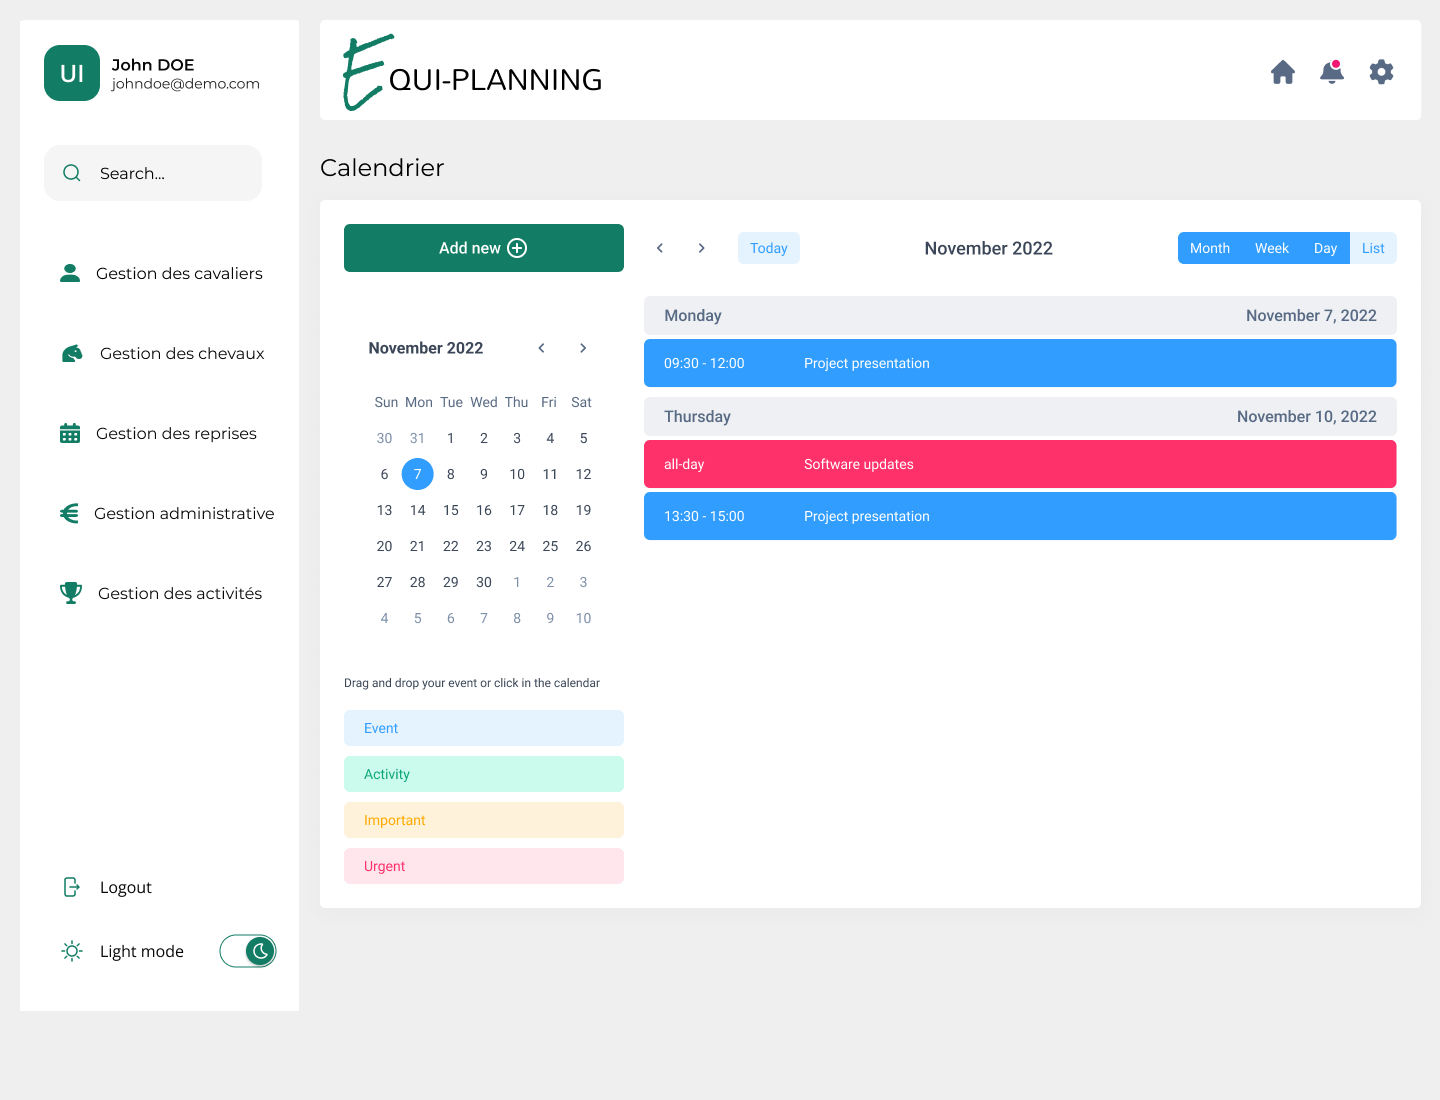 UI
John DOE
johndoe@demo.com
Search...
Gestion des cavaliers
Gestion des chevaux
Gestion des reprises
Gestion administrative
Gestion des activités
Logout
Light mode
EQUI-PLANNING
Calendrier
Add new
November 2022
Sun Mon Tue Wed Thu Fri Sat
30 31 1 2 3 4 5
6 7 8 9 10 11 12
13 14 15 16 17 18 19
20 21 22 23 24 25 26
27 28 29 30 1 2 3
4 5 6 7 8 9 10
Drag and drop your event or click in the calendar
Event
Activity
Important
Urgent
Today November 2022 Month Week Day List
Monday November 7, 2022
09:30 - 12:00 Project presentation
Thursday November 10, 2022
all-day Software updates
13:30 - 15:00 Project presentation